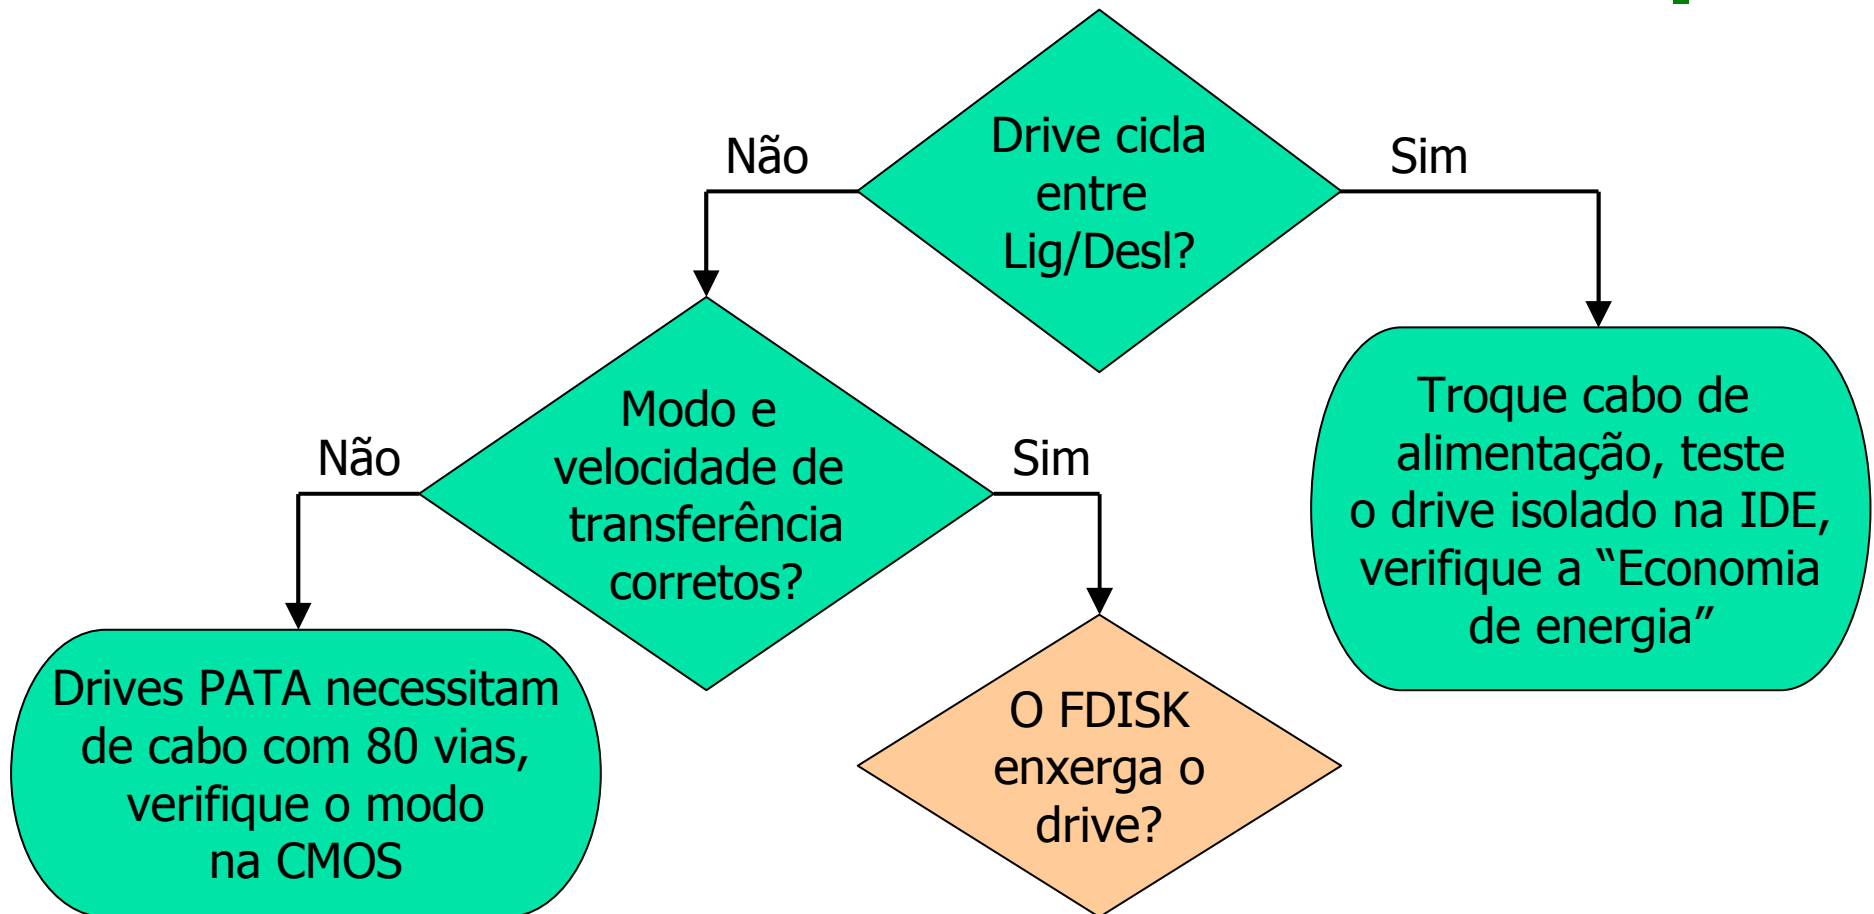 Drive cicla
entre
Lig/Desl?
Não
Sim
Modo e
velocidade de
transferência
corretos?
Não
Sim
Troque cabo de
alimentação, teste
o drive isolado na IDE,
verifique a “Economia
de energia”
Drives PATA necessitam
de cabo com 80 vias,
verifique o modo
na CMOS
O FDISK
enxerga o
drive?